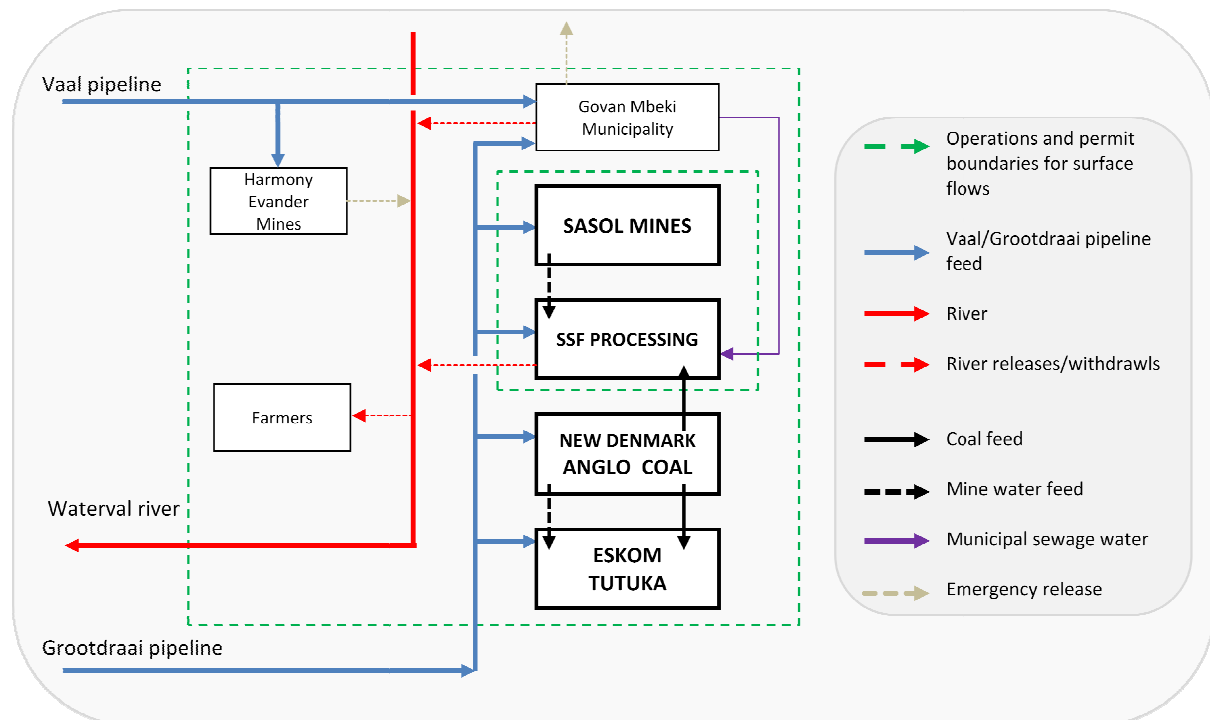 Vaal pipeline
Govan Mbeki
Municipality
Harmony
Evander
Mines
SASOL MINES
SSF PROCESSING
Farmers
NEW DENMARK
ANGLO COAL
Waterval river
ESKOM
TUTUKA
Grootdraai pipeline
Operations and permit
boundaries for surface
flows
Vaal/Grootdraai pipeline
feed
River
River releases/withdrawls
Coal feed
Mine water feed
Municipal sewage water
Emergency release